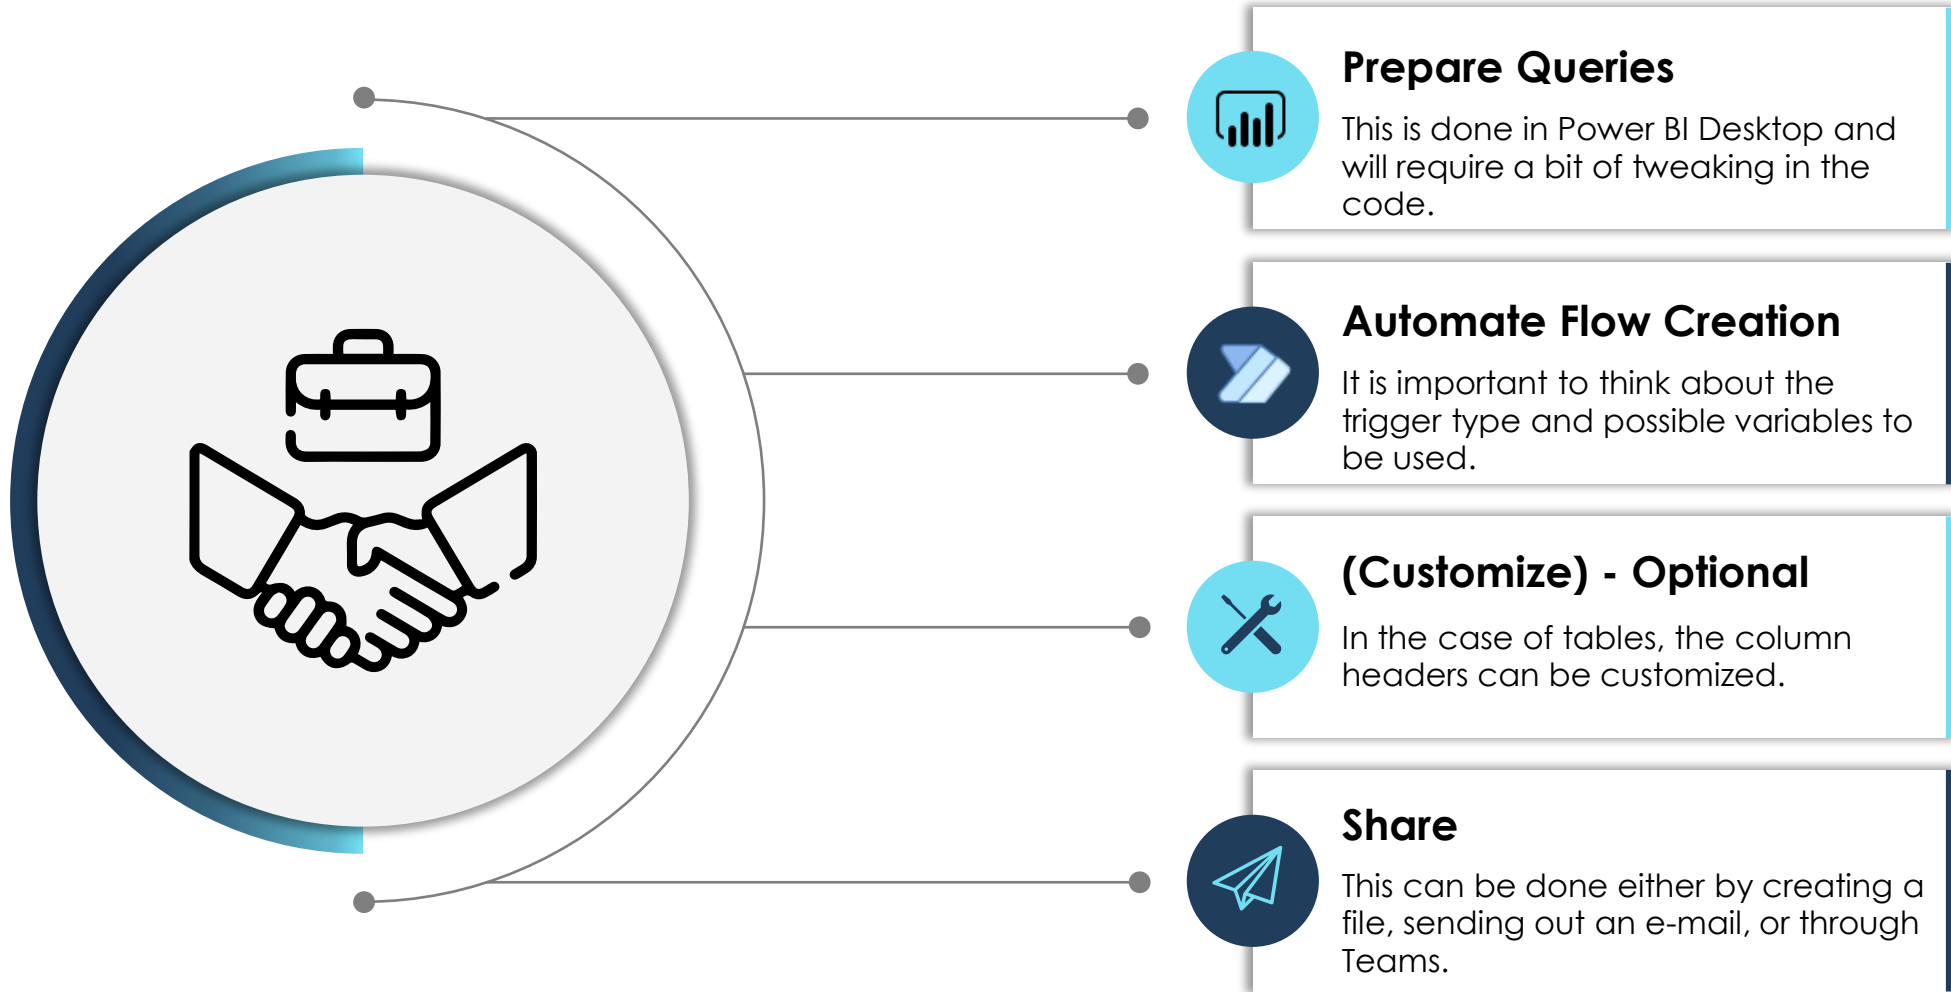 Prepare Queries
This is done in Power BI Desktop and
will require a bit of tweaking in the
code.
Automate Flow Creation
It is important to think about the
trigger type and possible variables to
be used.
(Customize) - Optional
In the case of tables, the column
headers can be customized.
Share
This can be done either by creating a
file, sending out an e-mail, or through
Teams.